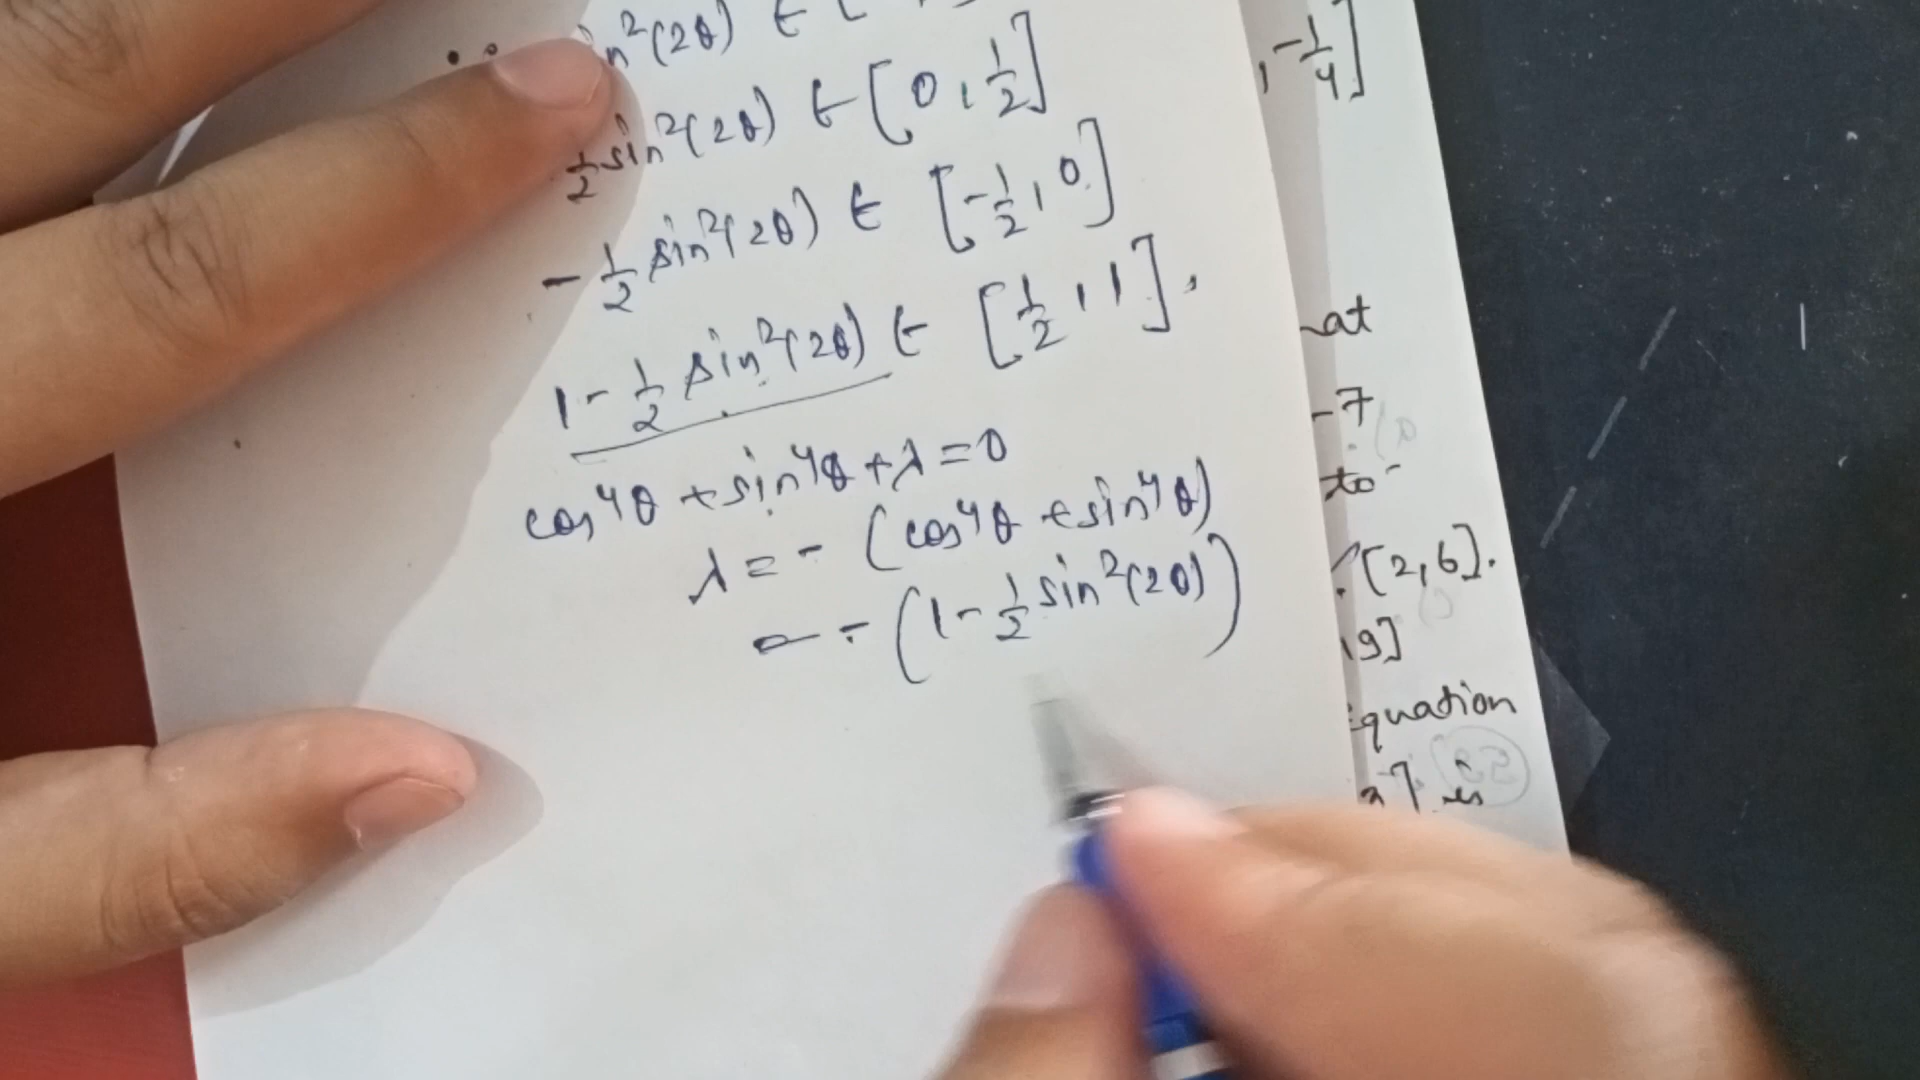 sin²(2θ) ∈ [
½ sin²(2θ) ∈ [0, ½]
-½ sin²(2θ) ∈ [-½, 0]
1 - ½ sin²(2θ) ∈ [½, 1].
cos⁴θ + sin⁴θ + λ = 0
λ = - (cos⁴θ + sin⁴θ)
= - (1 - ½ sin²(2θ))
, -¼]
at
-7
to
[2,6].
19]
quation